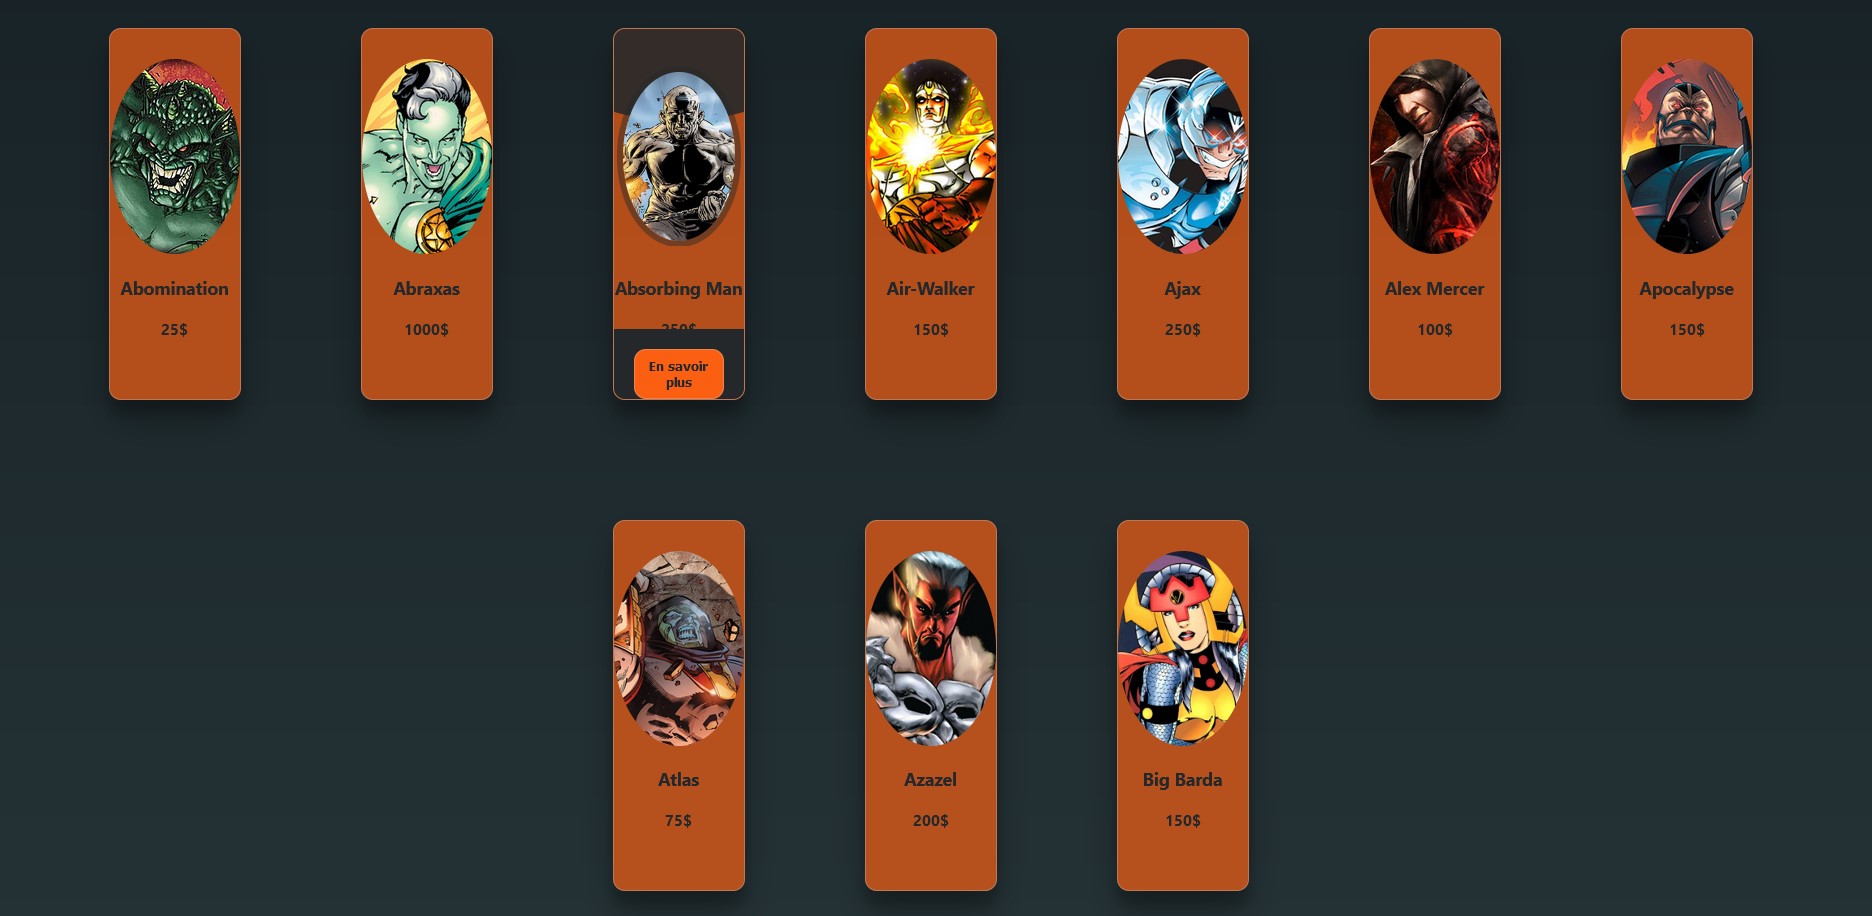 Abomination
Abraxas
Absorbing Man
Air-Walker
Ajax
Alex Mercer
Apocalypse
25$
1000$
350$
150$
250$
100$
150$
En savoir
plus
Atlas
Azazel
Big Barda
75$
200$
150$